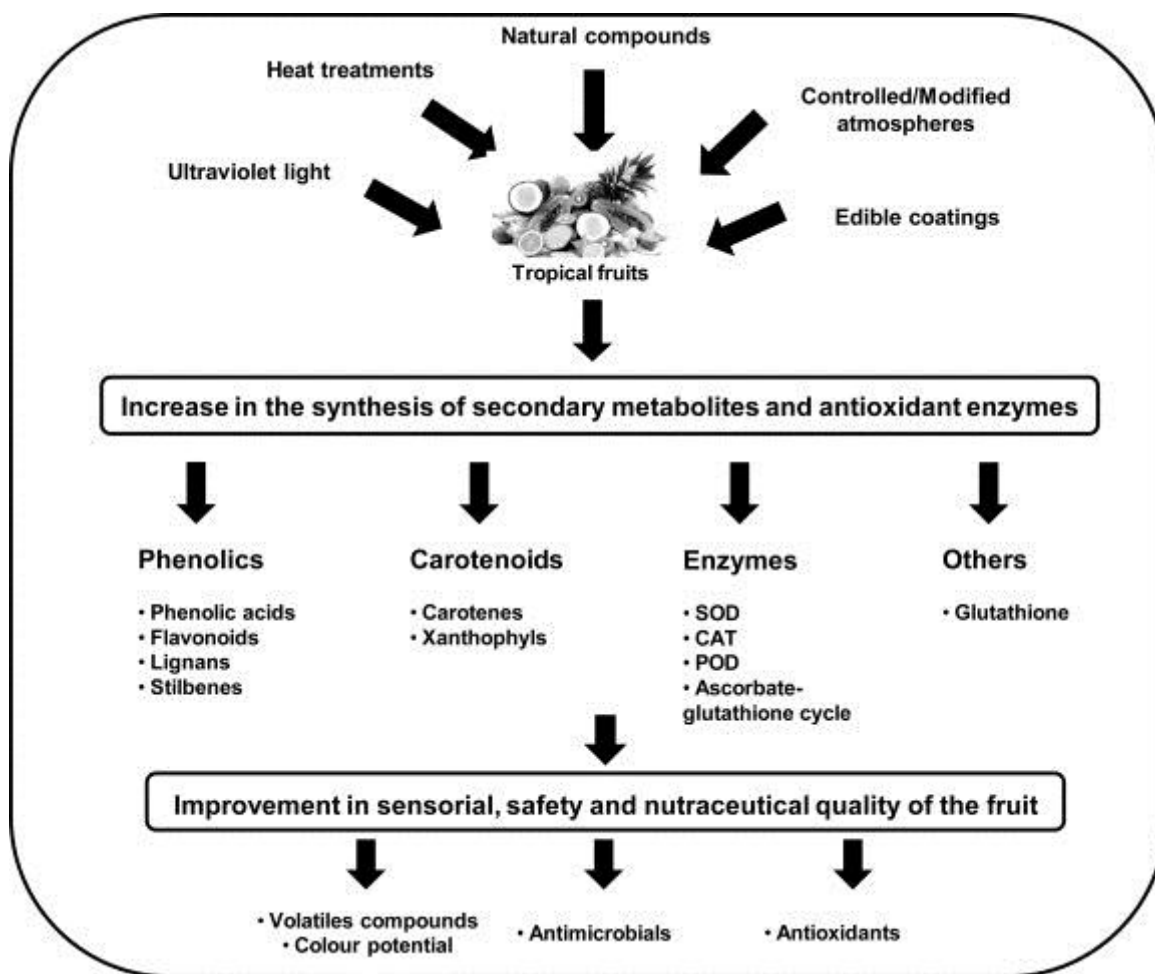 Natural compounds
Heat treatments
Controlled/Modified
atmospheres
Ultraviolet light
Edible coatings
Tropical fruits
Increase in the synthesis of secondary metabolites and antioxidant enzymes
Phenolics
• Phenolic acids
• Flavonoids
• Lignans
• Stilbenes
Carotenoids
• Carotenes
• Xanthophyls
Enzymes
• SOD
• CAT
• POD
• Ascorbate-
glutathione cycle
Others
• Glutathione
Improvement in sensorial, safety and nutraceutical quality of the fruit
• Volatiles compounds
• Colour potential
• Antimicrobials
• Antioxidants